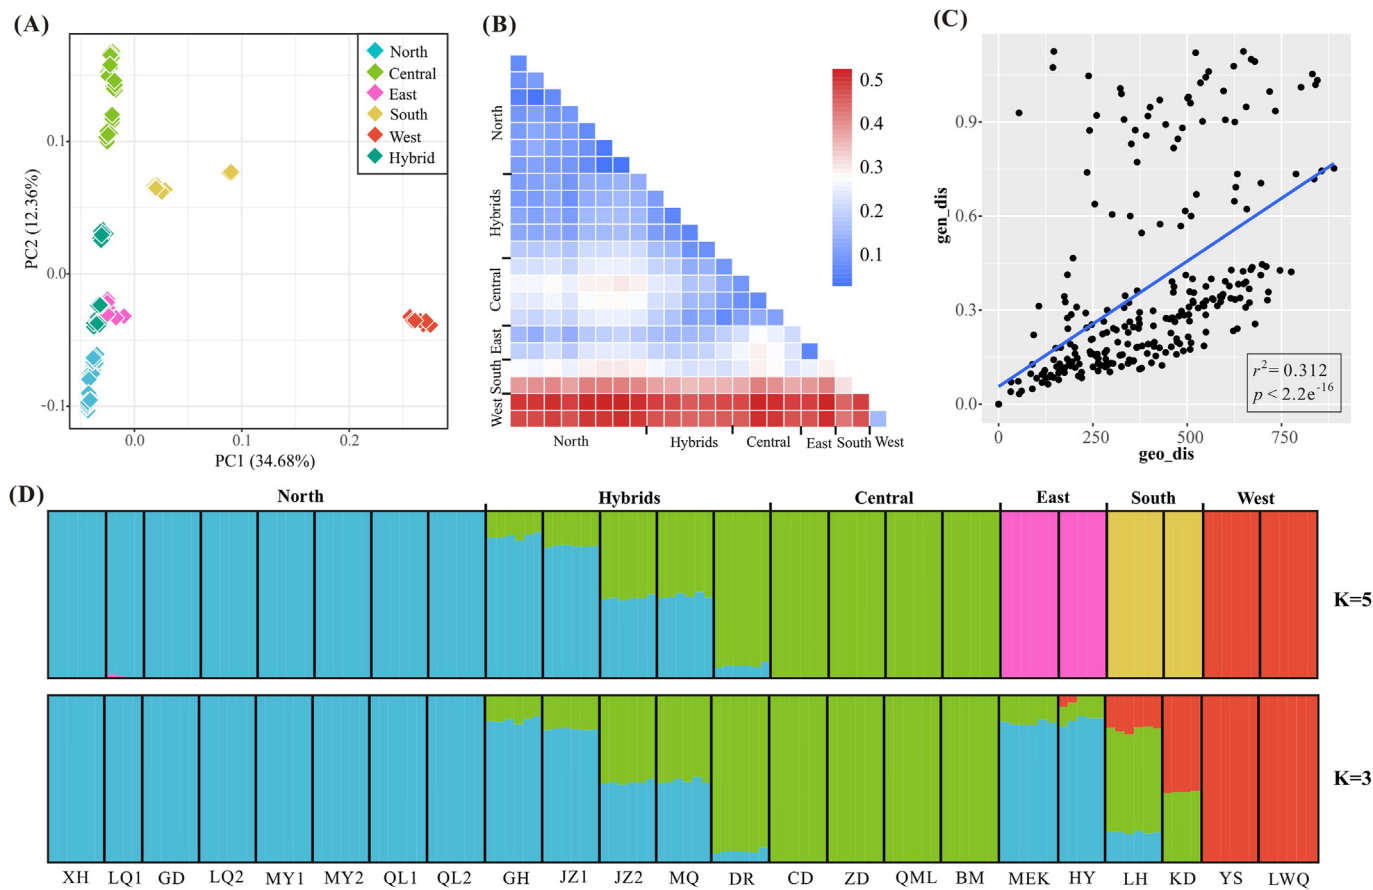 (A)
North
Central
East
South
West
Hybrid
PC2 (12.36%)
0.1
0.0
−0.1
0.0
0.1
0.2
PC1 (34.68%)
(B)
North
Hybrids
Central
East
South
West
North
Hybrids
Central
East
South
West
0.5
0.4
0.3
0.2
0.1
(C)
gen_dis
0.9
0.6
0.3
0.0
0
250
500
750
geo_dis
r² = 0.312
p < 2.2e⁻¹⁶
(D)
North Hybrids Central East South West
K=5
K=3
XH LQ1 GD LQ2 MY1 MY2 QL1 QL2 GH JZ1 JZ2 MQ DR CD ZD QML BM MEK HY LH KD YS LWQ